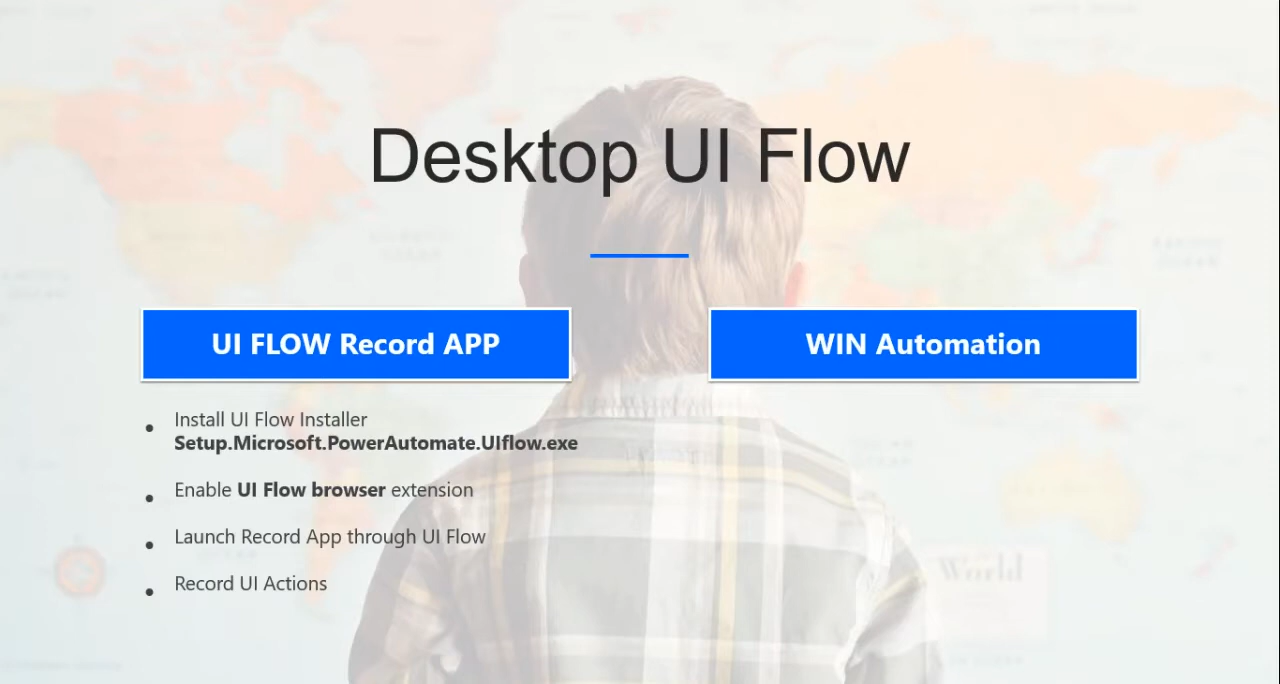 Desktop UI Flow
UI FLOW Record APP
WIN Automation
• Install UI Flow Installer
Setup.Microsoft.PowerAutomate.UIflow.exe
• Enable UI Flow browser extension
• Launch Record App through UI Flow
• Record UI Actions
World